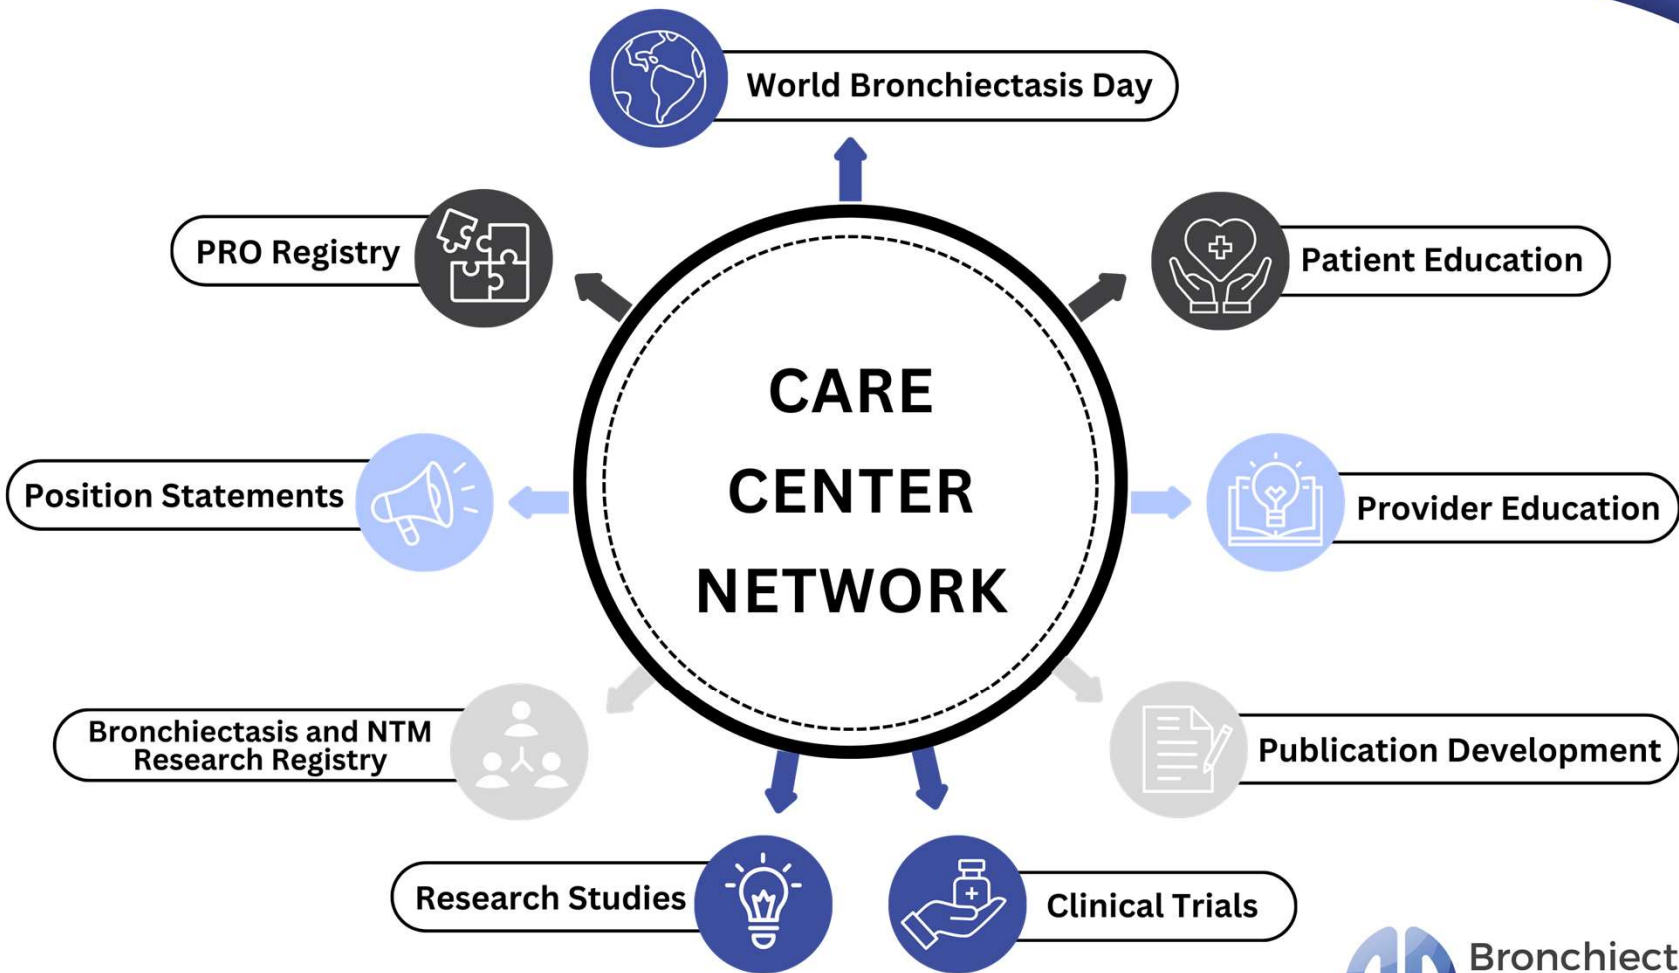 World Bronchiectasis Day
PRO Registry
Patient Education
CARE
CENTER
NETWORK
Position Statements
Provider Education
Bronchiectasis and NTM
Research Registry
Publication Development
Research Studies
Clinical Trials
Bronchiect